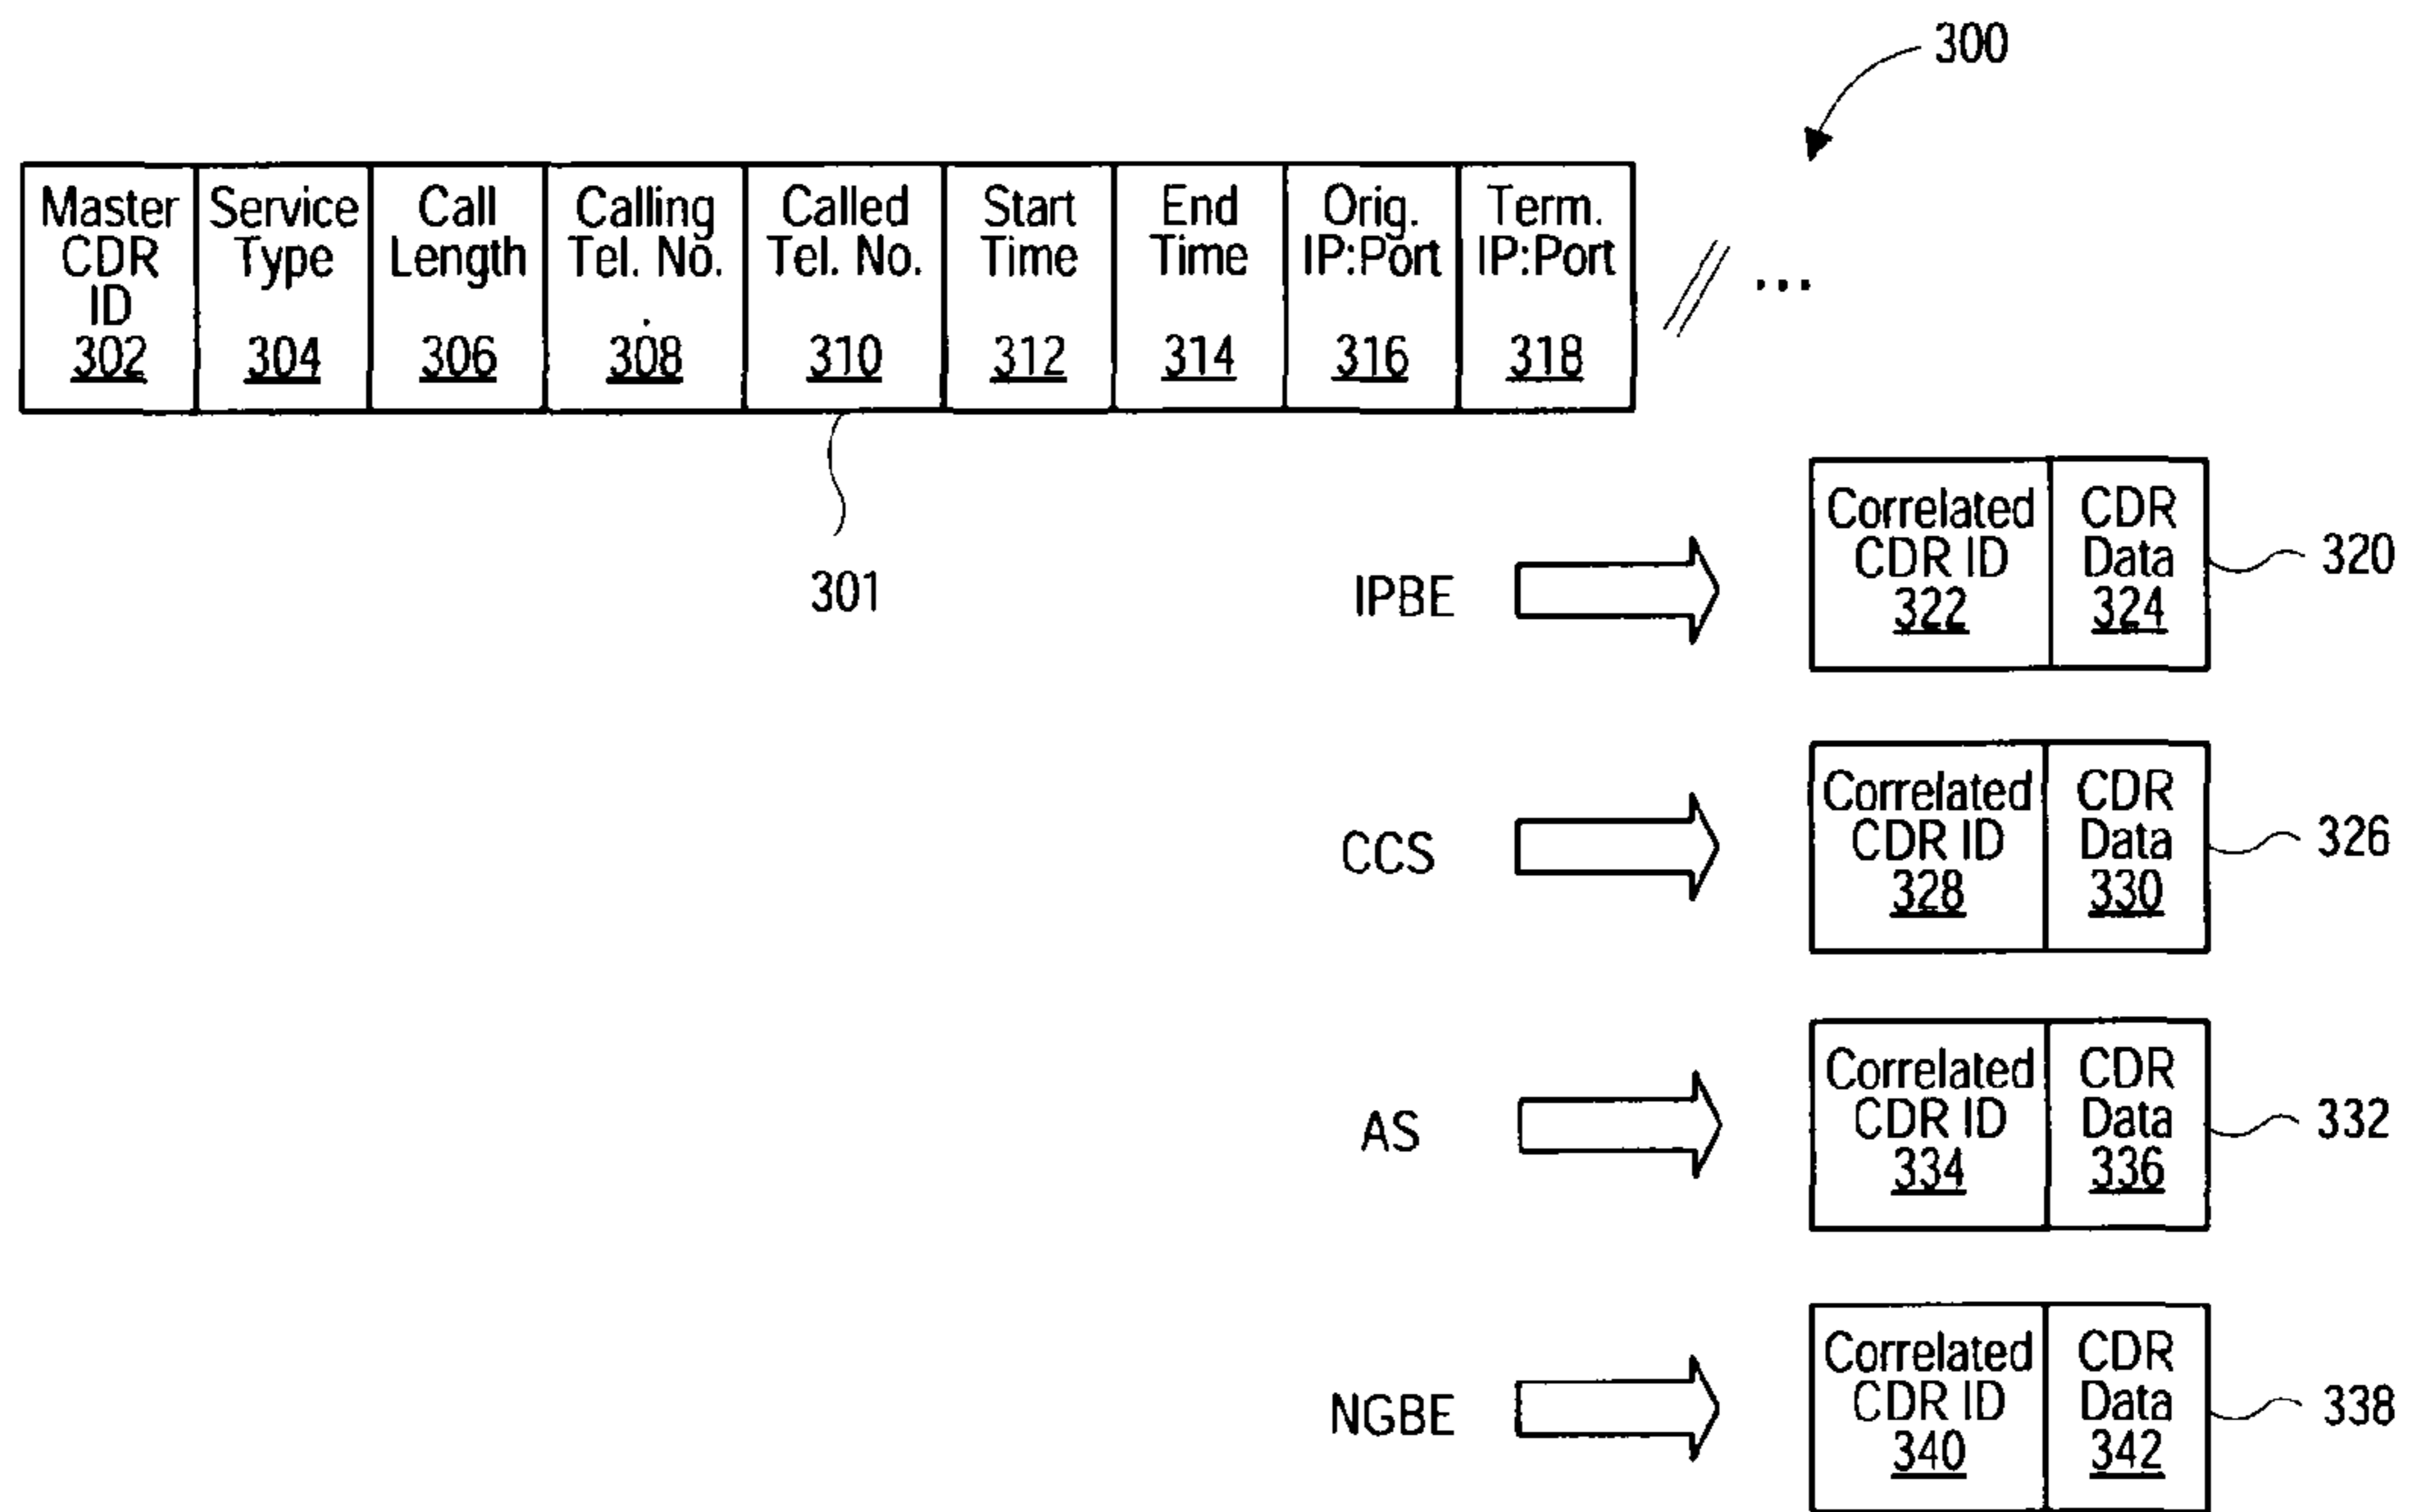 300
Master CDR ID 302
Service Type 304
Call Length 306
Calling Tel. No. 308
Called Tel. No. 310
Start Time 312
End Time 314
Orig. IP:Port 316
Term. IP:Port 318
...
301
IPBE
Correlated CDR ID 322
CDR Data 324
320
CCS
Correlated CDR ID 328
CDR Data 330
326
AS
Correlated CDR ID 334
CDR Data 336
332
NGBE
Correlated CDR ID 340
CDR Data 342
338